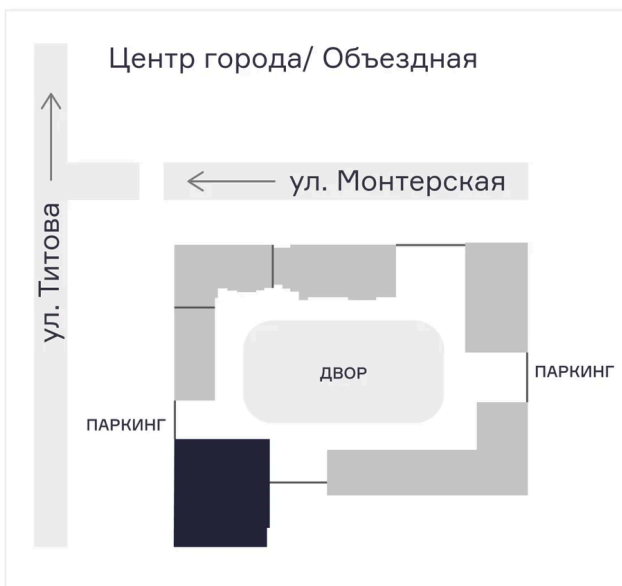 Центр города/ Объездная
ул. Монтерская
ул. Титова
ДВОР
ПАРКИНГ
ПАРКИНГ